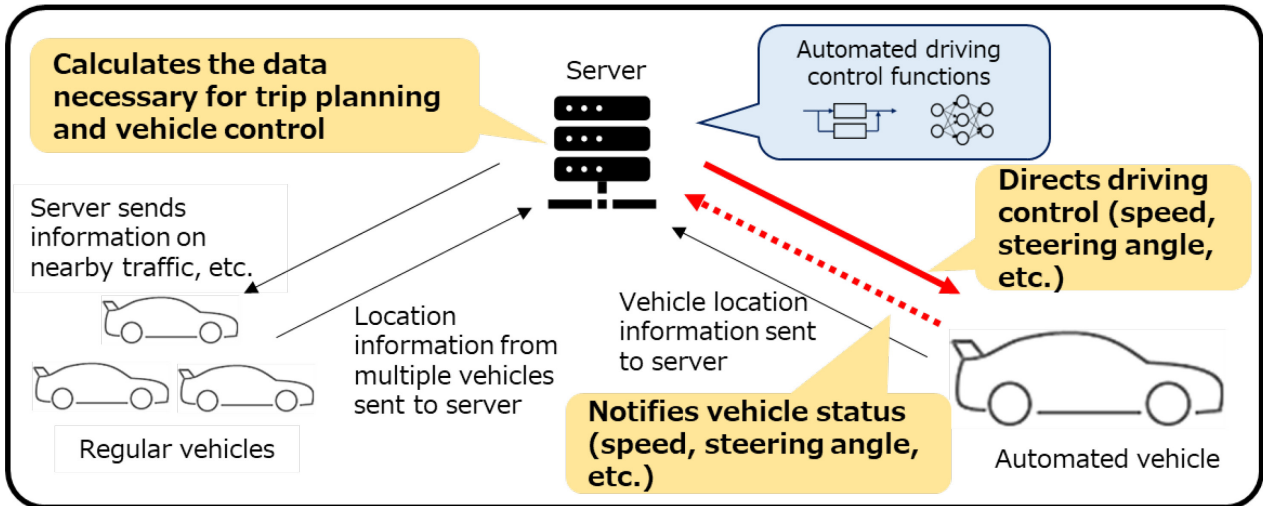 Calculates the data
necessary for trip planning
and vehicle control
Server
Automated driving
control functions
Server sends
information on
nearby traffic, etc.
Directs driving
control (speed,
steering angle,
etc.)
Location
information from
multiple vehicles
sent to server
Vehicle location
information sent
to server
Notifies vehicle status
(speed, steering angle,
etc.)
Regular vehicles
Automated vehicle